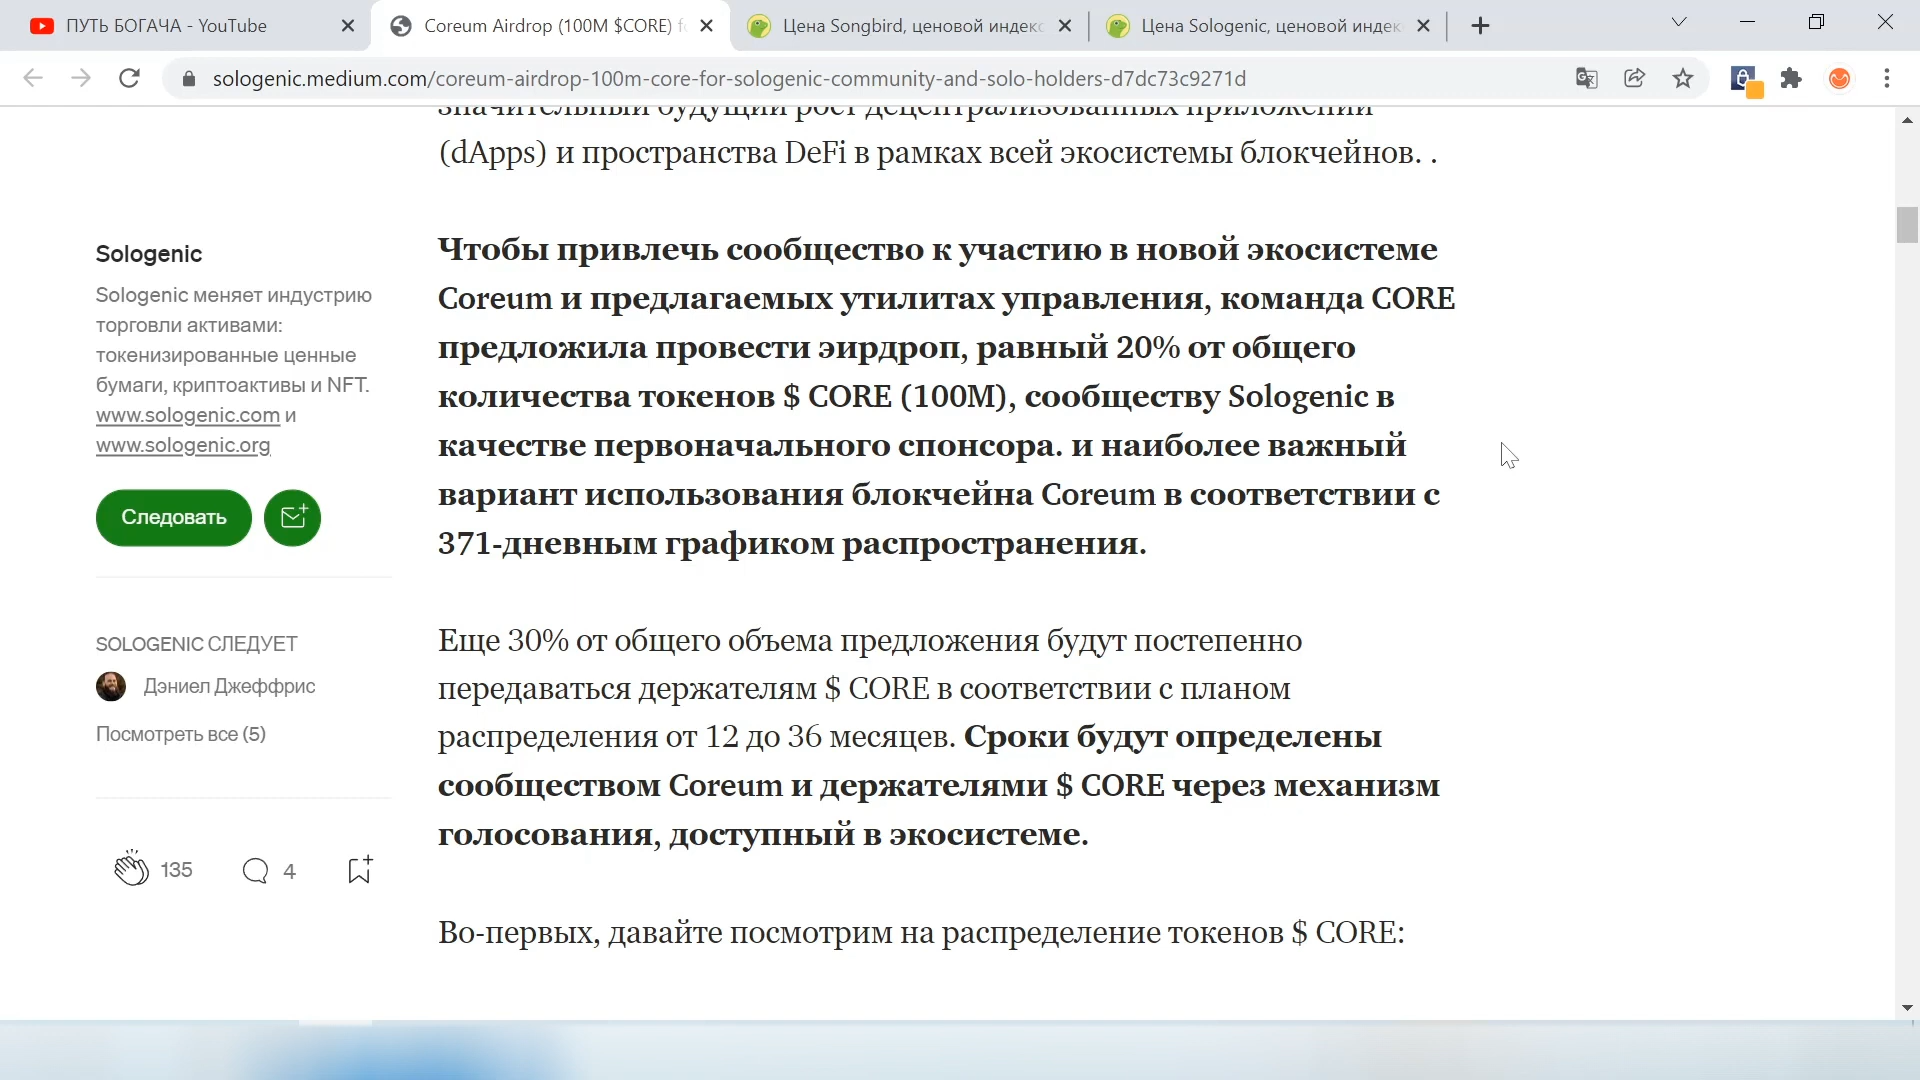 ПУТЬ БОГАЧА - YouTube
Coreum Airdrop (100M $CORE) f
Цена Songbird, ценовой индекс
Цена Sologenic, ценовой индек
sologenic.medium.com/coreum-airdrop-100m-core-for-sologenic-community-and-solo-holders-d7dc73c9271d
значительный будущий рост децентрализованных приложений
(dApps) и пространства DeFi в рамках всей экосистемы блокчейнов. .
Sologenic
Sologenic меняет индустрию
торговли активами:
токенизированные ценные
бумаги, криптоактивы и NFT.
www.sologenic.com и
www.sologenic.org
Следовать
SOLOGENIC СЛЕДУЕТ
Дэниел Джеффрис
Посмотреть все (5)
135
4
Чтобы привлечь сообщество к участию в новой экосистеме
Coreum и предлагаемых утилитах управления, команда CORE
предложила провести эирдроп, равный 20% от общего
количества токенов $ CORE (100M), сообществу Sologenic в
качестве первоначального спонсора. и наиболее важный
вариант использования блокчейна Coreum в соответствии с
371-дневным графиком распространения.
Еще 30% от общего объема предложения будут постепенно
передаваться держателям $ CORE в соответствии с планом
распределения от 12 до 36 месяцев. Сроки будут определены
сообществом Coreum и держателями $ CORE через механизм
голосования, доступный в экосистеме.
Во-первых, давайте посмотрим на распределение токенов $ CORE: